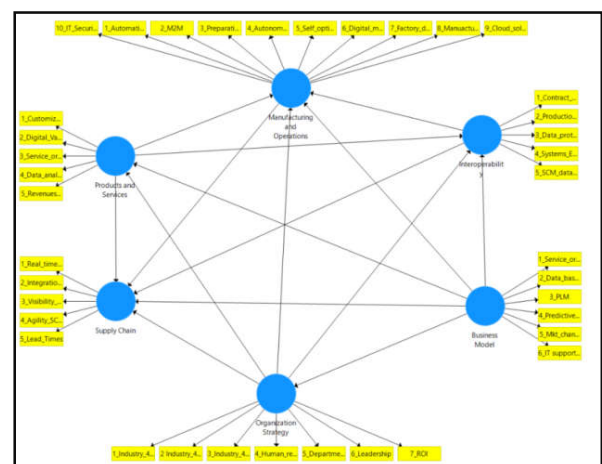 10_IT_Securi...
1_Automati...
2_M2M
3_Preparati...
4_Autonom...
5_Self_opti...
6_Digital_m...
7_Factory_d...
8_Manuactu...
9_Cloud_sol...
Manufacturing
and
Operations
1_Customiz...
2_Digital_Va...
3_Service_or...
4_Data_anal...
5_Revenues...
Products and
Services
1_Contract_...
2_Productio...
3_Data_prot...
4_Systems_E...
5_SCM_data...
Interoperabilit
y
1_Real_time...
2_Integratio...
3_Visibility_...
4_Agility_SC...
5_Lead_Times
Supply Chain
1_Service_or...
2_Data_bas...
3_PLM
4_Predictive...
5_Mkt_chan...
6_IT support...
Business
Model
Organization
Strategy
1_Industry_4...
2 Industry_4...
3_Industry_4...
4_Human_re...
5_Departme...
6_Leadership
7_ROI